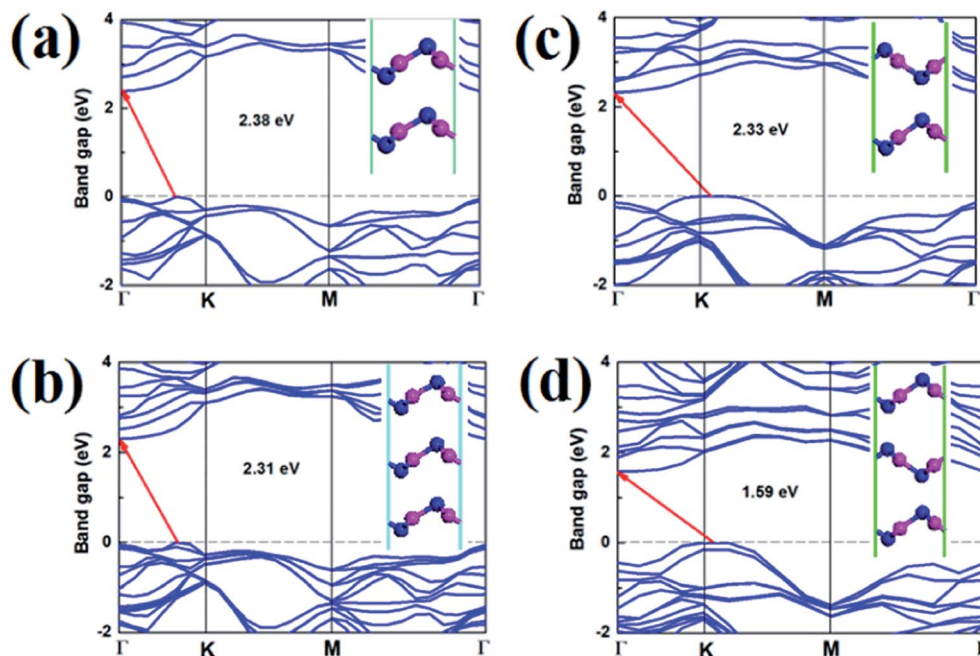 (a)
Band gap (eV)
4
2
0
-2
2.38 eV
Γ K M Γ
(c)
Band gap (eV)
4
2
0
-2
2.33 eV
Γ K M Γ
(b)
Band gap (eV)
4
2
0
-2
2.31 eV
Γ K M Γ
(d)
Band gap (eV)
4
2
0
-2
1.59 eV
Γ K M Γ